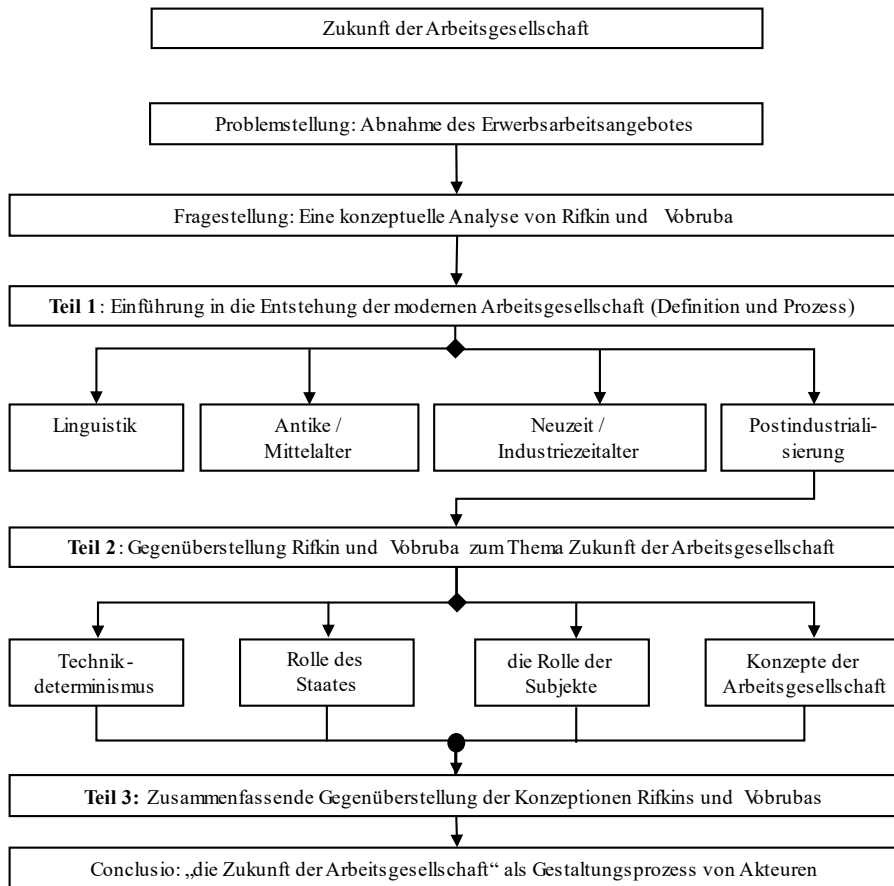 Zukunft der Arbeitsgesellschaft
Problemstellung: Abnahme des Erwerbsarbeitsangebotes
Fragestellung: Eine konzeptuelle Analyse von Rifkin und Vobruba
Teil 1: Einführung in die Entstehung der modernen Arbeitsgesellschaft (Definition und Prozess)
Linguistik
Antike /
Mittelalter
Neuzeit /
Industriezeitalter
Postindustriali-
sierung
Teil 2: Gegenüberstellung Rifkin und Vobruba zum Thema Zukunft der Arbeitsgesellschaft
Technik-
determinismus
Rolle des
Staates
die Rolle der
Subjekte
Konzepte der
Arbeitsgesellschaft
Teil 3: Zusammenfassende Gegenüberstellung der Konzeptionen Rifkins und Vobrubas
Conclusio: „die Zukunft der Arbeitsgesellschaft“ als Gestaltungsprozess von Akteuren